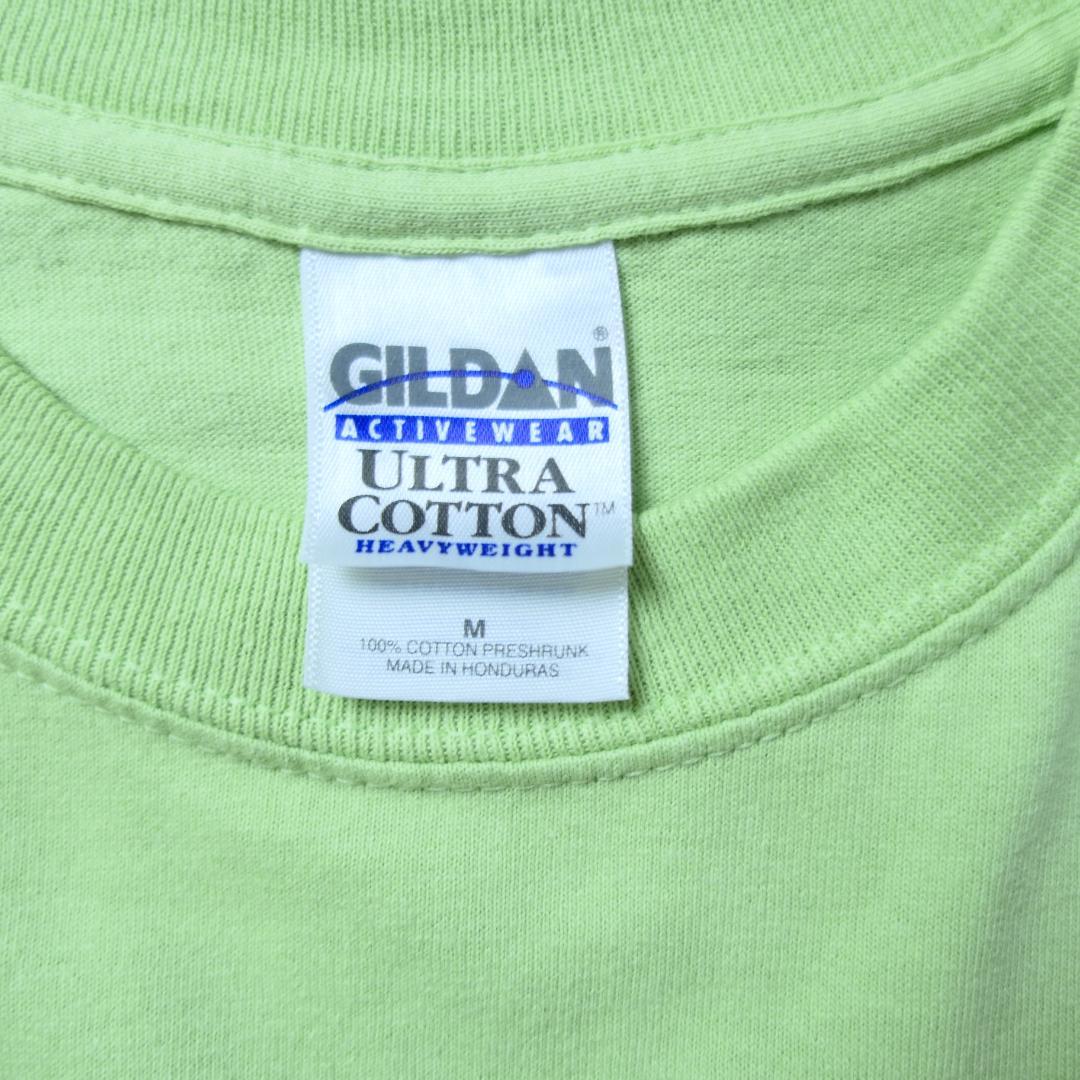 GILDAN®
ACTIVEWEAR
ULTRA
COTTON™
HEAVYWEIGHT
M
100% COTTON PRESHRUNK
MADE IN HONDURAS